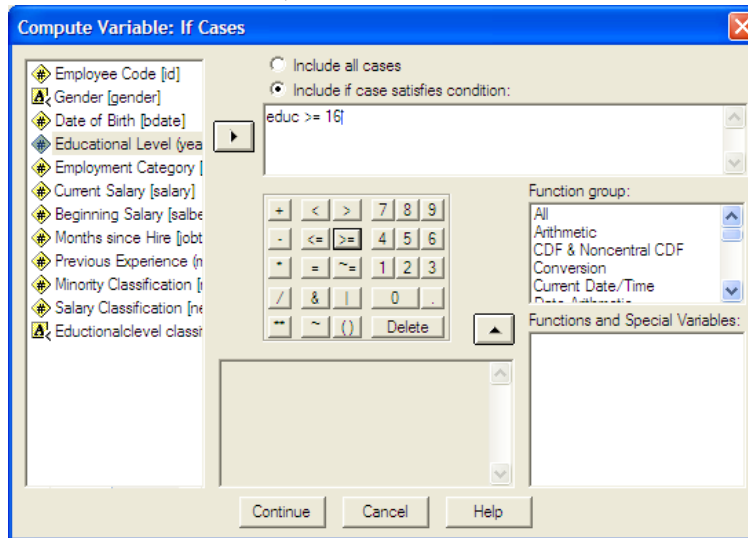 Compute Variable: If Cases
Employee Code [id]
Gender [gender]
Date of Birth [bdate]
Educational Level (yea
Employment Category [
Current Salary [salary]
Beginning Salary [salbe
Months since Hire [jobt
Previous Experience (m
Minority Classification [
Salary Classification [ne
Eductionalclevel classif
Include all cases
Include if case satisfies condition:
educ >= 16
+ < > 7 8 9
- <= >= 4 5 6
* = ~= 1 2 3
/ & | 0 .
** ~ () Delete
Function group:
All
Arithmetic
CDF & Noncentral CDF
Conversion
Current Date/Time
Date Arithmetic
Functions and Special Variables:
Continue Cancel Help